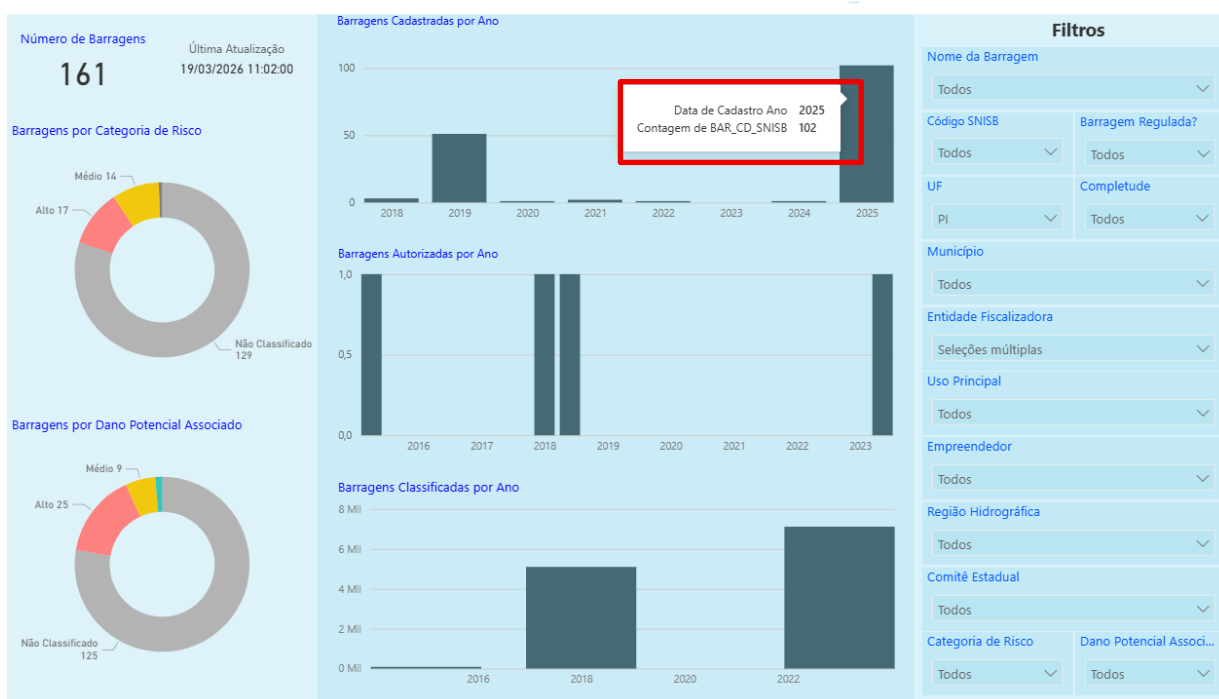 Número de Barragens
161
Última Atualização
19/03/2026 11:02:00
Barragens por Categoria de Risco
Médio 14
Alto 17
Não Classificado
129
Barragens por Dano Potencial Associado
Médio 9
Alto 25
Não Classificado
125
Barragens Cadastradas por Ano
100
50
0
2018 2019 2020 2021 2022 2023 2024 2025
Data de Cadastro Ano 2025
Contagem de BAR_CD_SNISB 102
Barragens Autorizadas por Ano
1,0
0,5
0,0
2016 2017 2018 2019 2020 2021 2022 2023
Barragens Classificadas por Ano
8 Mil
6 Mil
4 Mil
2 Mil
0 Mil
2016 2018 2020 2022
Filtros
Nome da Barragem
Todos
Código SNISB Barragem Regulada?
Todos Todos
UF Completude
PI Todos
Município
Todos
Entidade Fiscalizadora
Seleções múltiplas
Uso Principal
Todos
Empreendedor
Todos
Região Hidrográfica
Todos
Comitê Estadual
Todos
Categoria de Risco Dano Potencial Associ...
Todos Todos